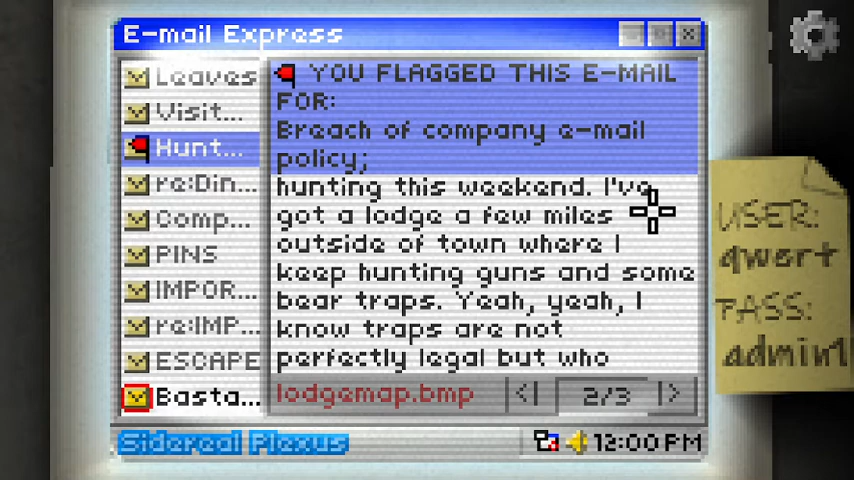 E-mail Express
Leaves
Visit...
Hunt...
re:Din...
Comp...
PINS
IMPOR...
re:IMP...
ESCAPE
Basta...
YOU FLAGGED THIS E-MAIL
FOR:
Breach of company e-mail
policy;
hunting this weekend. I've
got a lodge a few miles
outside of town where I
keep hunting guns and some
bear traps. Yeah, yeah, I
know traps are not
perfectly legal but who
lodgemap.bmp
2/3
Sidereal Plexus
12:00 PM
USER:
qwert
PASS:
admin1